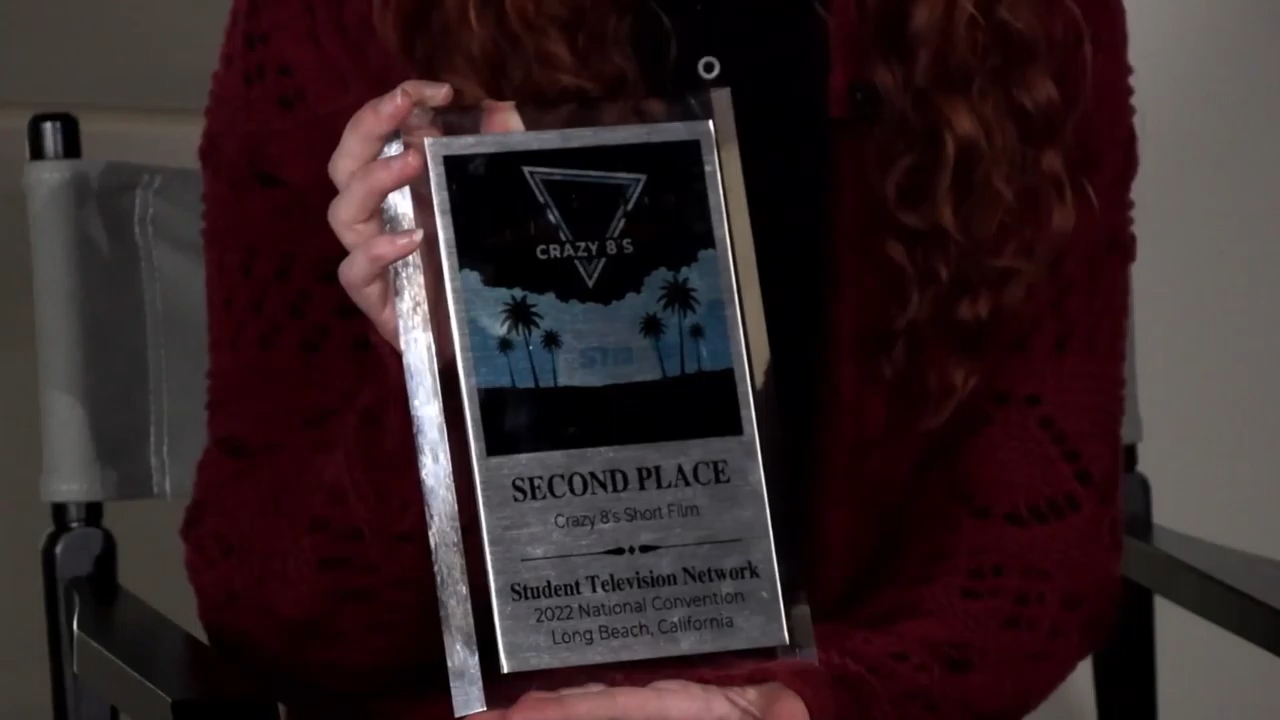 CRAZY 8'S
STN
SECOND PLACE
Crazy 8's Short Film
Student Television Network
2022 National Convention
Long Beach, California